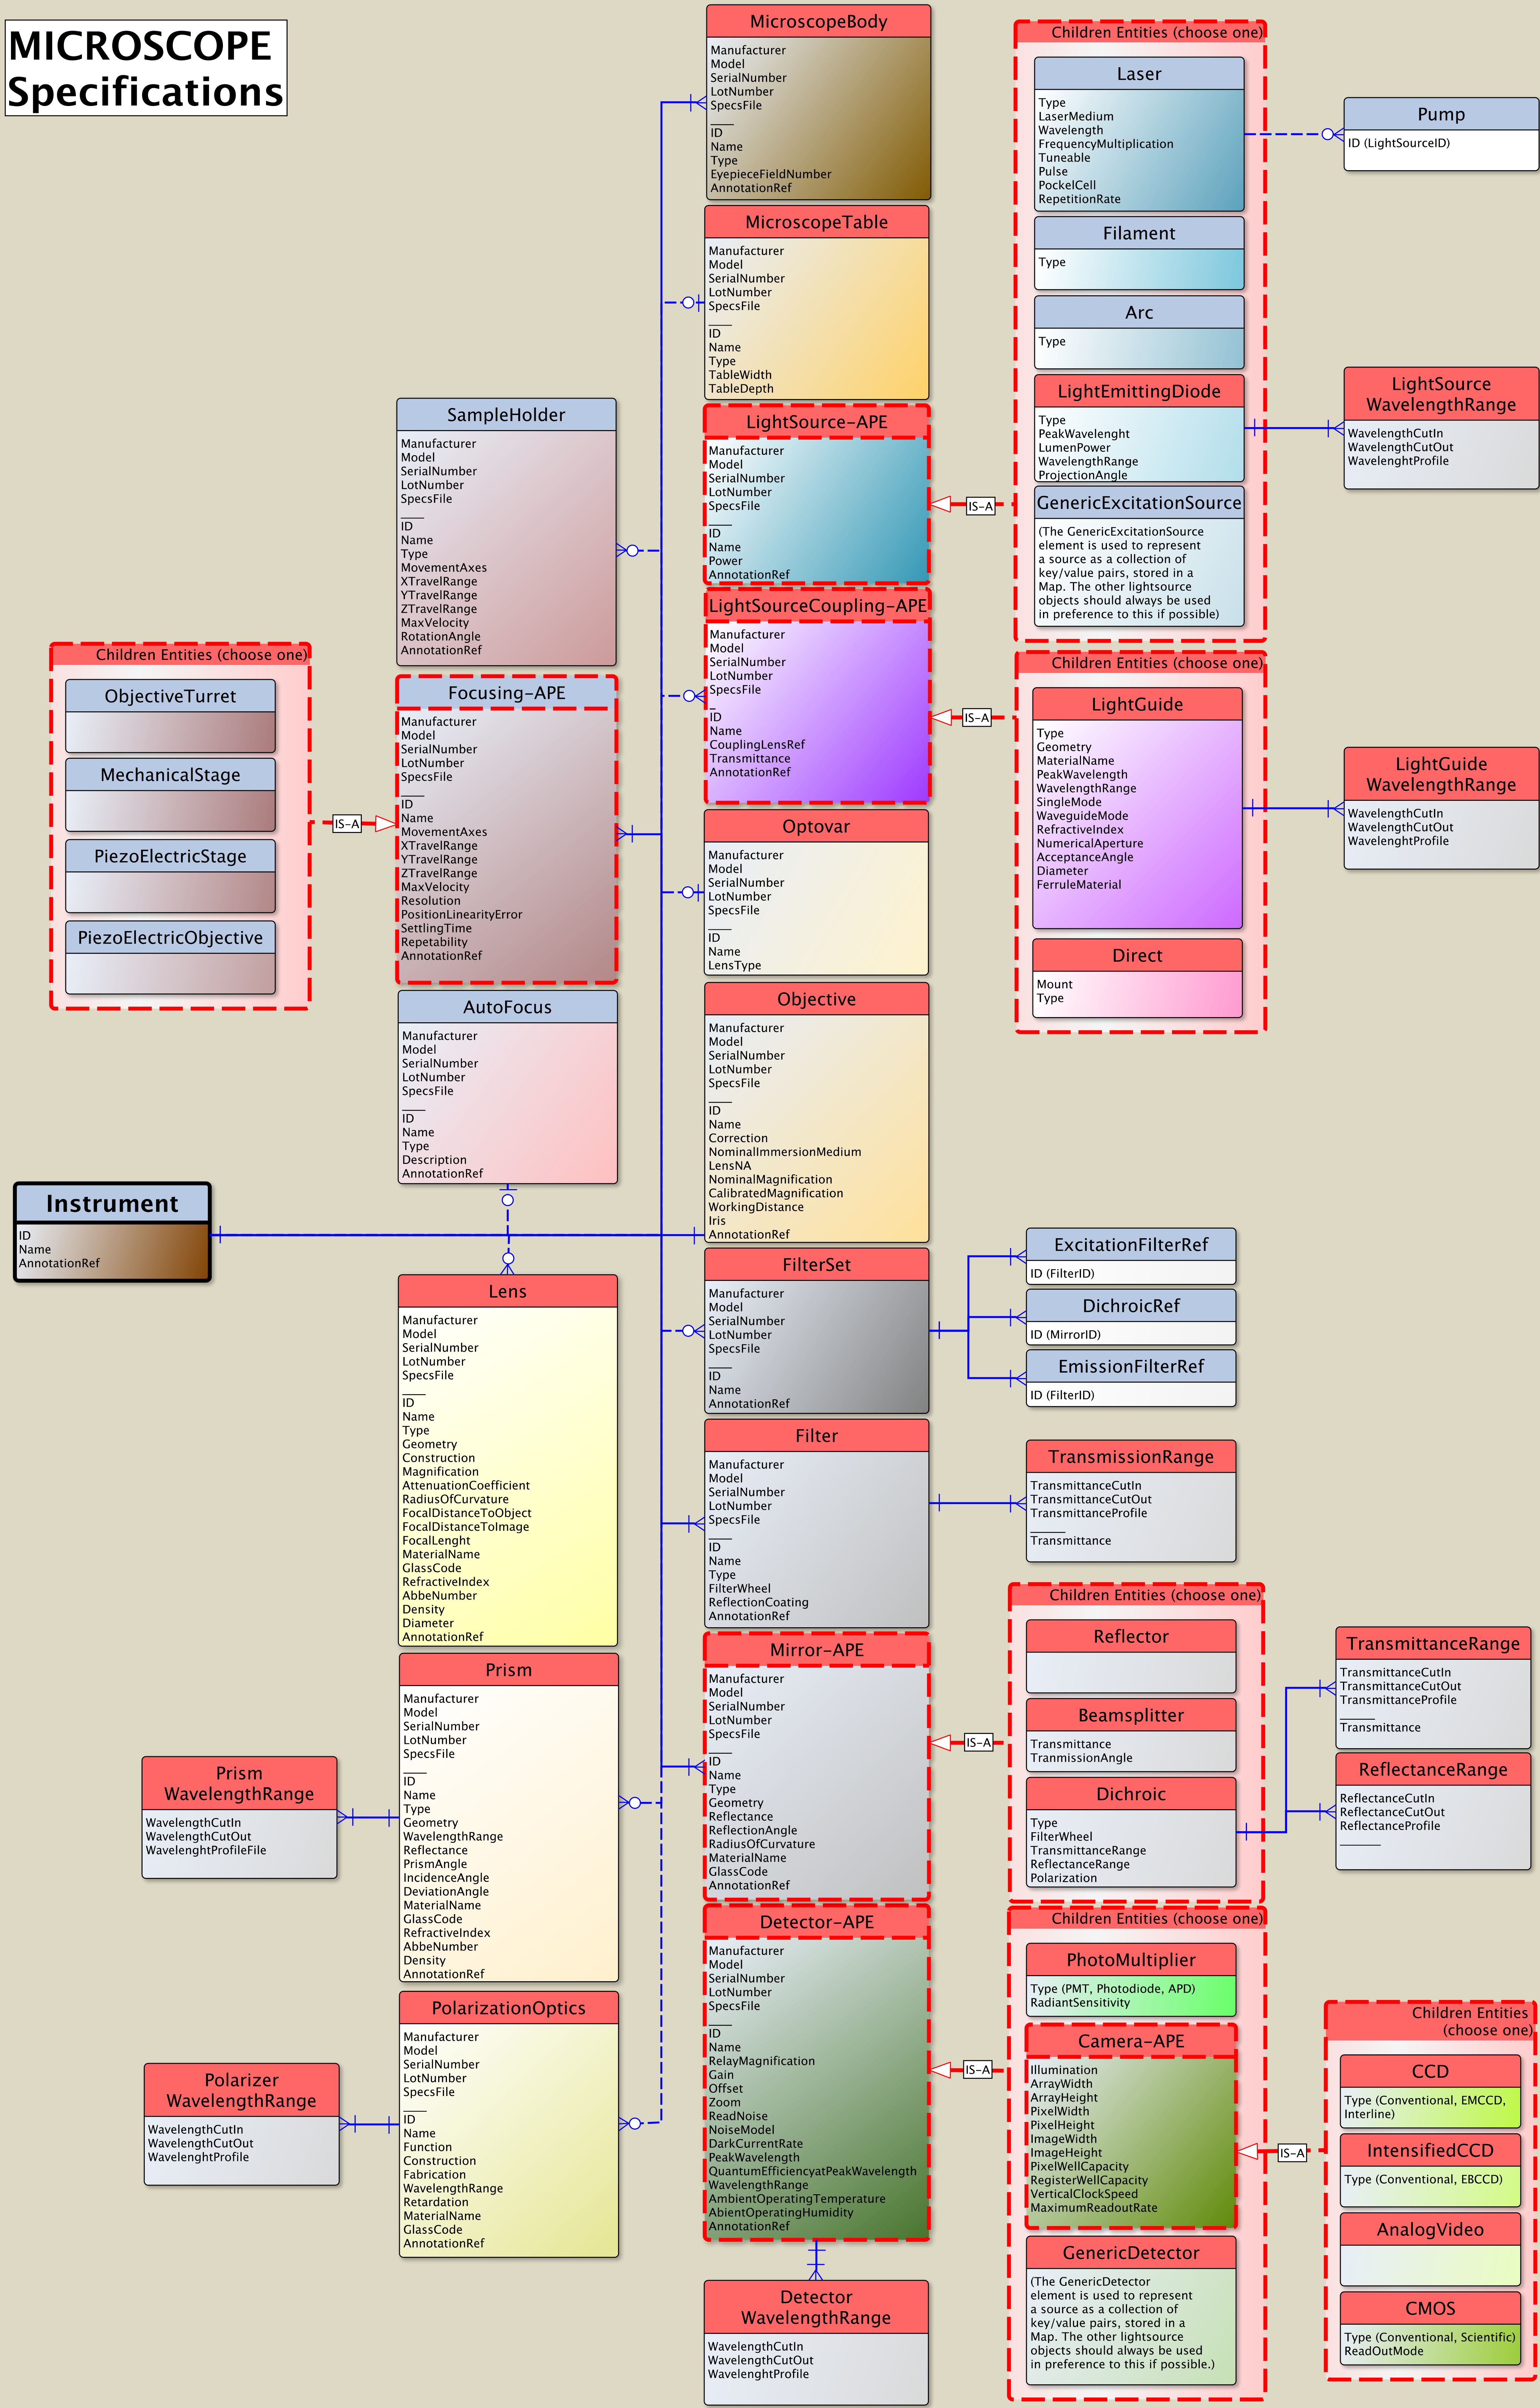 MICROSCOPE
Specifications
MicroscopeBody
Manufacturer
Model
SerialNumber
LotNumber
SpecsFile
____
ID
Name
Type
EyepieceFieldNumber
AnnotationRef
MicroscopeTable
Manufacturer
Model
SerialNumber
LotNumber
SpecsFile
____
ID
Name
Type
TableWidth
TableDepth
LightSource-APE
Manufacturer
Model
SerialNumber
LotNumber
SpecsFile
____
ID
Name
Power
AnnotationRef
IS-A
Children Entities (choose one)
Laser
Type
LaserMedium
Wavelength
FrequencyMultiplication
Tuneable
Pulse
PockelCell
RepetitionRate
Pump
ID (LightSourceID)
Filament
Type
Arc
Type
LightEmittingDiode
Type
PeakWavelenght
LumenPower
WavelengthRange
ProjectionAngle
LightSource
WavelengthRange
WavelengthCutIn
WavelengthCutOut
WavelenghtProfile
GenericExcitationSource
(The GenericExcitationSource
element is used to represent
a source as a collection of
key/value pairs, stored in a
Map. The other lightsource
objects should always be used
in preference to this if possible)
LightSourceCoupling-APE
Manufacturer
Model
SerialNumber
LotNumber
SpecsFile
_
ID
Name
CouplingLensRef
Transmittance
AnnotationRef
IS-A
Children Entities (choose one)
LightGuide
Type
Geometry
MaterialName
PeakWavelength
WavelengthRange
SingleMode
WaveguideMode
RefractiveIndex
NumericalAperture
AcceptanceAngle
Diameter
FerruleMaterial
LightGuide
WavelengthRange
WavelengthCutIn
WavelengthCutOut
WavelenghtProfile
Direct
Mount
Type
SampleHolder
Manufacturer
Model
SerialNumber
LotNumber
SpecsFile
____
ID
Name
Type
MovementAxes
XTravelRange
YTravelRange
ZTravelRange
MaxVelocity
RotationAngle
AnnotationRef
Children Entities (choose one)
ObjectiveTurret
MechanicalStage
PiezoElectricStage
PiezoElectricObjective
IS-A
Focusing-APE
Manufacturer
Model
SerialNumber
LotNumber
SpecsFile
____
ID
Name
MovementAxes
XTravelRange
YTravelRange
ZTravelRange
MaxVelocity
Resolution
PositionLinearityError
SettlingTime
Repetability
AnnotationRef
Optovar
Manufacturer
Model
SerialNumber
LotNumber
SpecsFile
____
ID
Name
LensType
AutoFocus
Manufacturer
Model
SerialNumber
LotNumber
SpecsFile
____
ID
Name
Type
Description
AnnotationRef
Objective
Manufacturer
Model
SerialNumber
LotNumber
SpecsFile
____
ID
Name
Correction
NominalImmersionMedium
LensNA
NominalMagnification
CalibratedMagnification
WorkingDistance
Iris
AnnotationRef
Instrument
ID
Name
AnnotationRef
FilterSet
Manufacturer
Model
SerialNumber
LotNumber
SpecsFile
____
ID
Name
AnnotationRef
ExcitationFilterRef
ID (FilterID)
DichroicRef
ID (MirrorID)
EmissionFilterRef
ID (FilterID)
Lens
Manufacturer
Model
SerialNumber
LotNumber
SpecsFile
____
ID
Name
Type
Geometry
Construction
Magnification
AttenuationCoefficient
RadiusOfCurvature
FocalDistanceToObject
FocalDistanceToImage
FocalLenght
MaterialName
GlassCode
RefractiveIndex
AbbeNumber
Density
Diameter
AnnotationRef
Filter
Manufacturer
Model
SerialNumber
LotNumber
SpecsFile
____
ID
Name
Type
FilterWheel
ReflectionCoating
AnnotationRef
TransmissionRange
TransmittanceCutIn
TransmittanceCutOut
TransmittanceProfile
______
Transmittance
Mirror-APE
Manufacturer
Model
SerialNumber
LotNumber
SpecsFile
____
ID
Name
Type
Geometry
Reflectance
ReflectionAngle
RadiusOfCurvature
MaterialName
GlassCode
AnnotationRef
IS-A
Children Entities (choose one)
Reflector
Beamsplitter
Transmittance
TranmissionAngle
Dichroic
Type
FilterWheel
TransmittanceRange
ReflectanceRange
Polarization
TransmittanceRange
TransmittanceCutIn
TransmittanceCutOut
TransmittanceProfile
______
Transmittance
ReflectanceRange
ReflectanceCutIn
ReflectanceCutOut
ReflectanceProfile
_______
Prism
Manufacturer
Model
SerialNumber
LotNumber
SpecsFile
____
ID
Name
Type
Geometry
WavelengthRange
Reflectance
PrismAngle
IncidenceAngle
DeviationAngle
MaterialName
GlassCode
RefractiveIndex
AbbeNumber
Density
AnnotationRef
Prism
WavelengthRange
WavelengthCutIn
WavelengthCutOut
WavelenghtProfileFile
PolarizationOptics
Manufacturer
Model
SerialNumber
LotNumber
SpecsFile
____
ID
Name
Function
Construction
Fabrication
WavelengthRange
Retardation
MaterialName
GlassCode
AnnotationRef
Polarizer
WavelengthRange
WavelengthCutIn
WavelengthCutOut
WavelenghtProfile
Detector-APE
Manufacturer
Model
SerialNumber
LotNumber
SpecsFile
____
ID
Name
RelayMagnification
Gain
Offset
Zoom
ReadNoise
NoiseModel
DarkCurrentRate
PeakWavelength
QuantumEfficiencyatPeakWavelength
WavelengthRange
AmbientOperatingTemperature
AbientOperatingHumidity
AnnotationRef
Detector
WavelengthRange
WavelengthCutIn
WavelengthCutOut
WavelenghtProfile
IS-A
Children Entities (choose one)
PhotoMultiplier
Type (PMT, Photodiode, APD)
RadiantSensitivity
Camera-APE
Illumination
ArrayWidth
ArrayHeight
PixelWidth
PixelHeight
ImageWidth
ImageHeight
PixelWellCapacity
RegisterWellCapacity
VerticalClockSpeed
MaximumReadoutRate
GenericDetector
(The GenericDetector
element is used to represent
a source as a collection of
key/value pairs, stored in a
Map. The other lightsource
objects should always be used
in preference to this if possible.)
IS-A
Children Entities
(choose one)
CCD
Type (Conventional, EMCCD,
Interline)
IntensifiedCCD
Type (Conventional, EBCCD)
AnalogVideo
CMOS
Type (Conventional, Scientific)
ReadOutMode